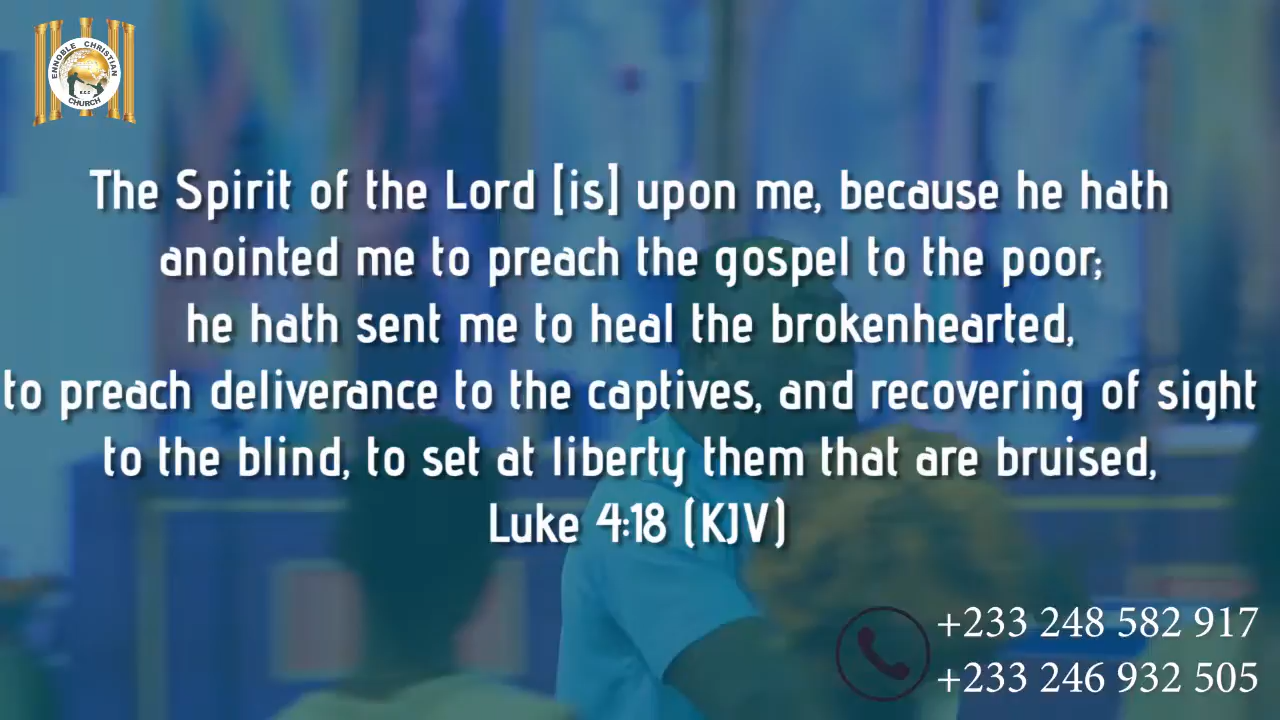 ENNOBLE CHRISTIAN
E.C.C
CHURCH
The Spirit of the Lord [is] upon me, because he hath
anointed me to preach the gospel to the poor;
he hath sent me to heal the brokenhearted,
to preach deliverance to the captives, and recovering of sight
to the blind, to set at liberty them that are bruised,
Luke 4:18 (KJV)
+233 248 582 917
+233 246 932 505